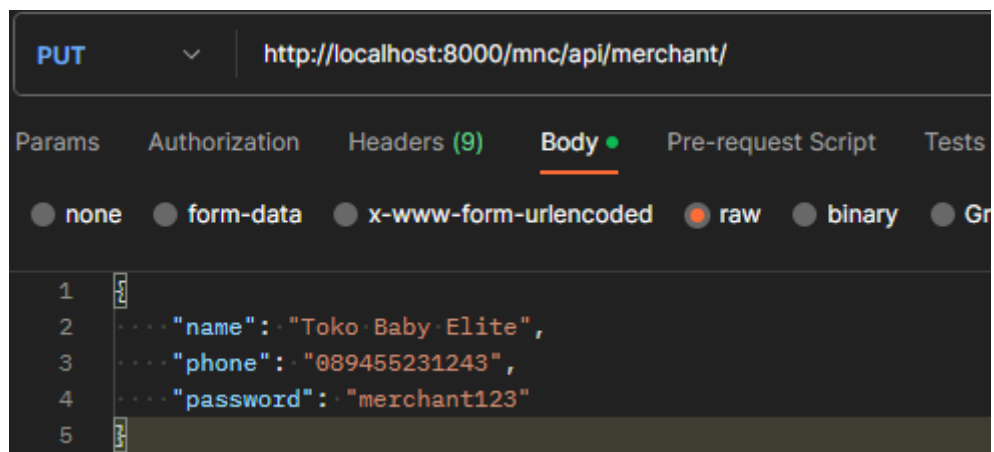 PUT http://localhost:8000/mnc/api/merchant/
Params Authorization Headers (9) Body Pre-request Script Tests
none form-data x-www-form-urlencoded raw binary Gr
1 {
2 "name": "Toko Baby Elite",
3 "phone": "089455231243",
4 "password": "merchant123"
5 }